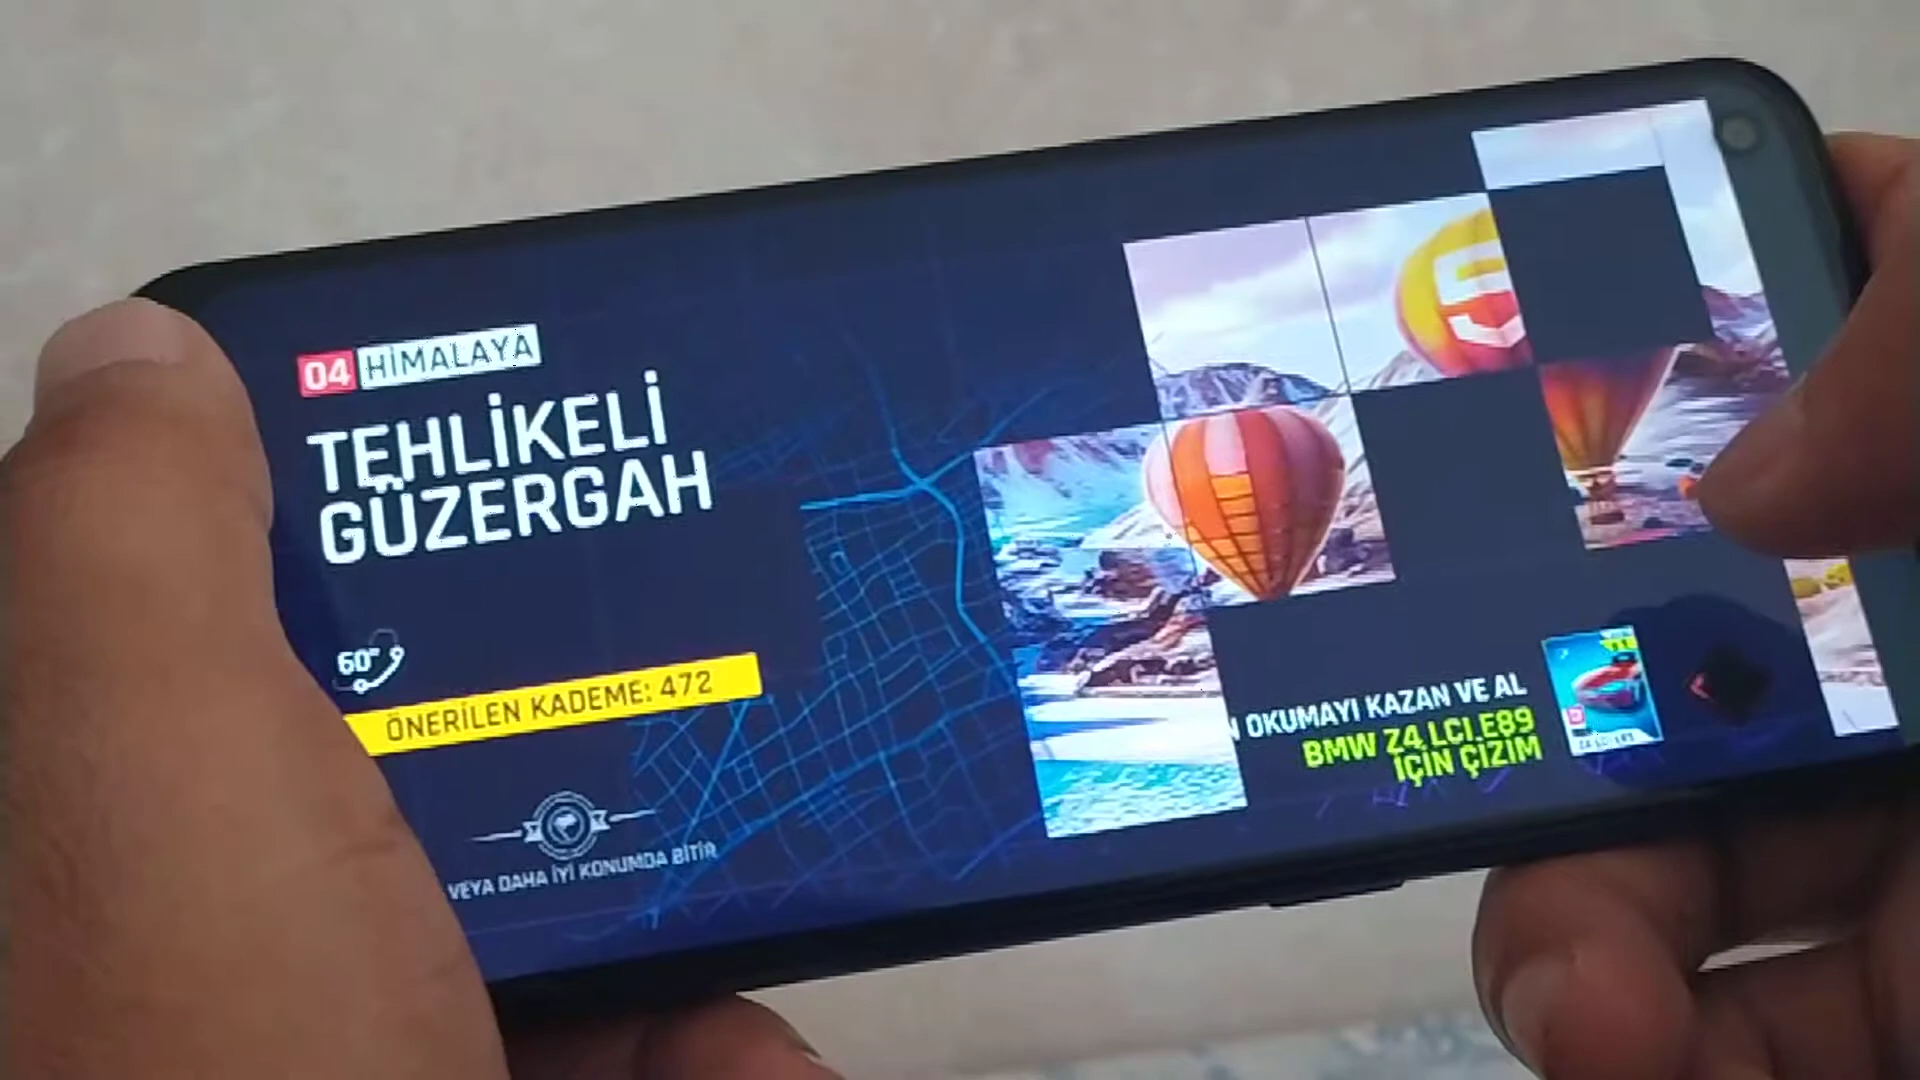 04 HİMALAYA
TEHLİKELİ
GÜZERGAH
60"
ÖNERİLEN KADEME: 472
VEYA DAHA İYİ KONUMDA BİTİR
OKUMAYI KAZAN VE AL
BMW Z4 LCI E89
İÇİN ÇİZİM